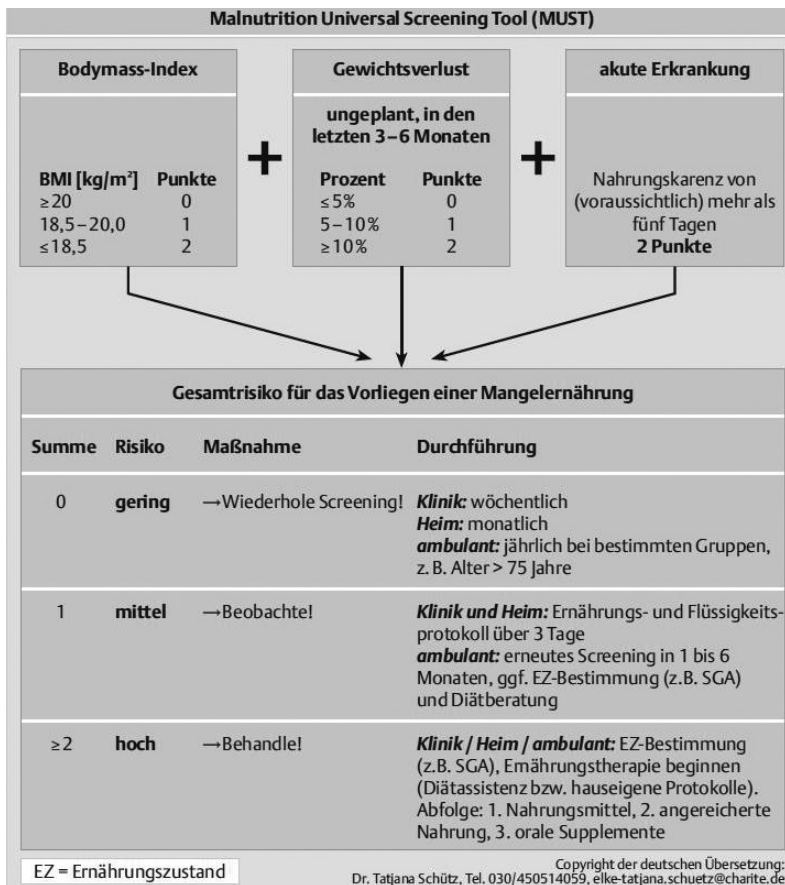 Malnutrition Universal Screening Tool (MUST)
Bodymass-Index
BMI [kg/m²] Punkte
≥20 0
18,5–20,0 1
≤18,5 2
+
Gewichtsverlust
ungeplant, in den
letzten 3–6 Monaten
Prozent Punkte
≤5% 0
5–10% 1
≥10% 2
+
akute Erkrankung
Nahrungskarenz von
(voraussichtlich) mehr als
fünf Tagen
2 Punkte
Gesamtrisiko für das Vorliegen einer Mangelernährung
Summe Risiko Maßnahme Durchführung
0 gering →Wiederhole Screening! Klinik: wöchentlich
Heim: monatlich
ambulant: jährlich bei bestimmten Gruppen,
z. B. Alter > 75 Jahre
1 mittel →Beobachte! Klinik und Heim: Ernährungs- und Flüssigkeits-
protokoll über 3 Tage
ambulant: erneutes Screening in 1 bis 6
Monaten, ggf. EZ-Bestimmung (z.B. SGA)
und Diätberatung
≥2 hoch →Behandle! Klinik / Heim / ambulant: EZ-Bestimmung
(z.B. SGA), Ernährungstherapie beginnen
(Diätassistenz bzw. hauseigene Protokolle).
Abfolge: 1. Nahrungsmittel, 2. angereicherte
Nahrung, 3. orale Supplemente
EZ = Ernährungszustand
Copyright der deutschen Übersetzung:
Dr. Tatjana Schütz, Tel. 030/450514059, elke-tatjana.schuetz@charite.de